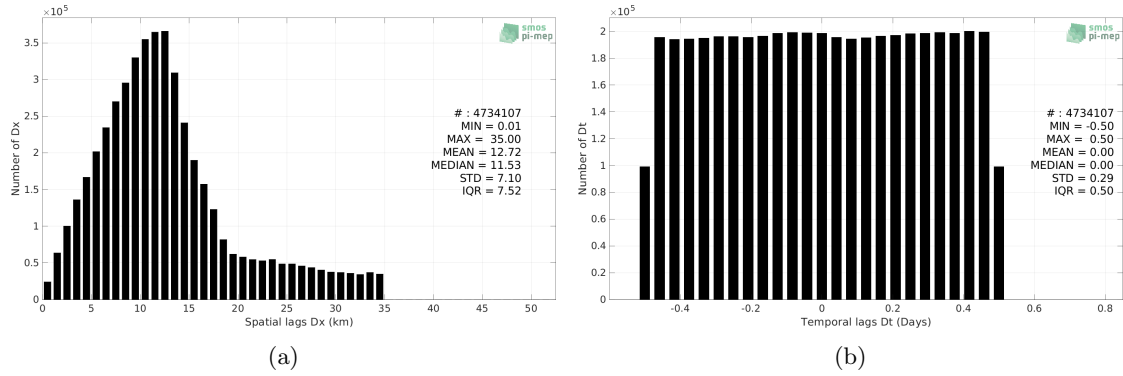 ×10⁵
smos
pi-mep
3.5
3
2.5
2
1.5
1
0.5
0
Number of Dx
# : 4734107
MIN = 0.01
MAX = 35.00
MEAN = 12.72
MEDIAN = 11.53
STD = 7.10
IQR = 7.52
0 5 10 15 20 25 30 35 40 45 50
Spatial lags Dx (km)
(a)
×10⁵
smos
pi-mep
2
1.8
1.6
1.4
1.2
1
0.8
0.6
0.4
0.2
0
Number of Dt
# : 4734107
MIN = -0.50
MAX = 0.50
MEAN = 0.00
MEDIAN = 0.00
STD = 0.29
IQR = 0.50
-0.4 -0.2 0 0.2 0.4 0.6 0.8
Temporal lags Dt (Days)
(b)